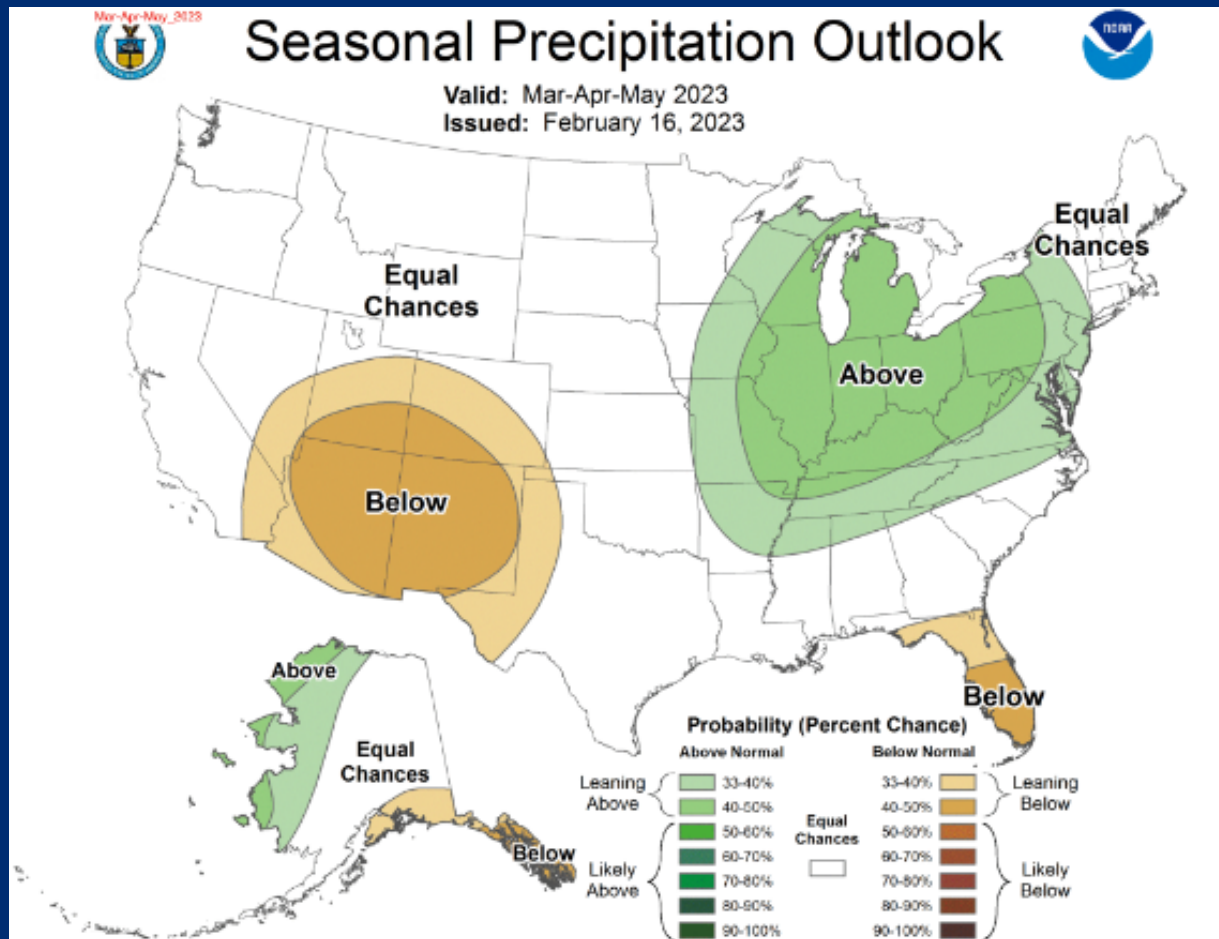 Mar-Apr-May_2023
Seasonal Precipitation Outlook
NOAA
Valid: Mar-Apr-May 2023
Issued: February 16, 2023
Equal
Chances
Equal
Chances
Above
Below
Above
Equal
Chances
Below
Below
Probability (Percent Chance)
Above Normal
Below Normal
Leaning
Above
33-40%
40-50%
Likely
Above
50-60%
60-70%
70-80%
80-90%
90-100%
Equal
Chances
33-40%
40-50%
Leaning
Below
50-60%
60-70%
70-80%
80-90%
90-100%
Likely
Below